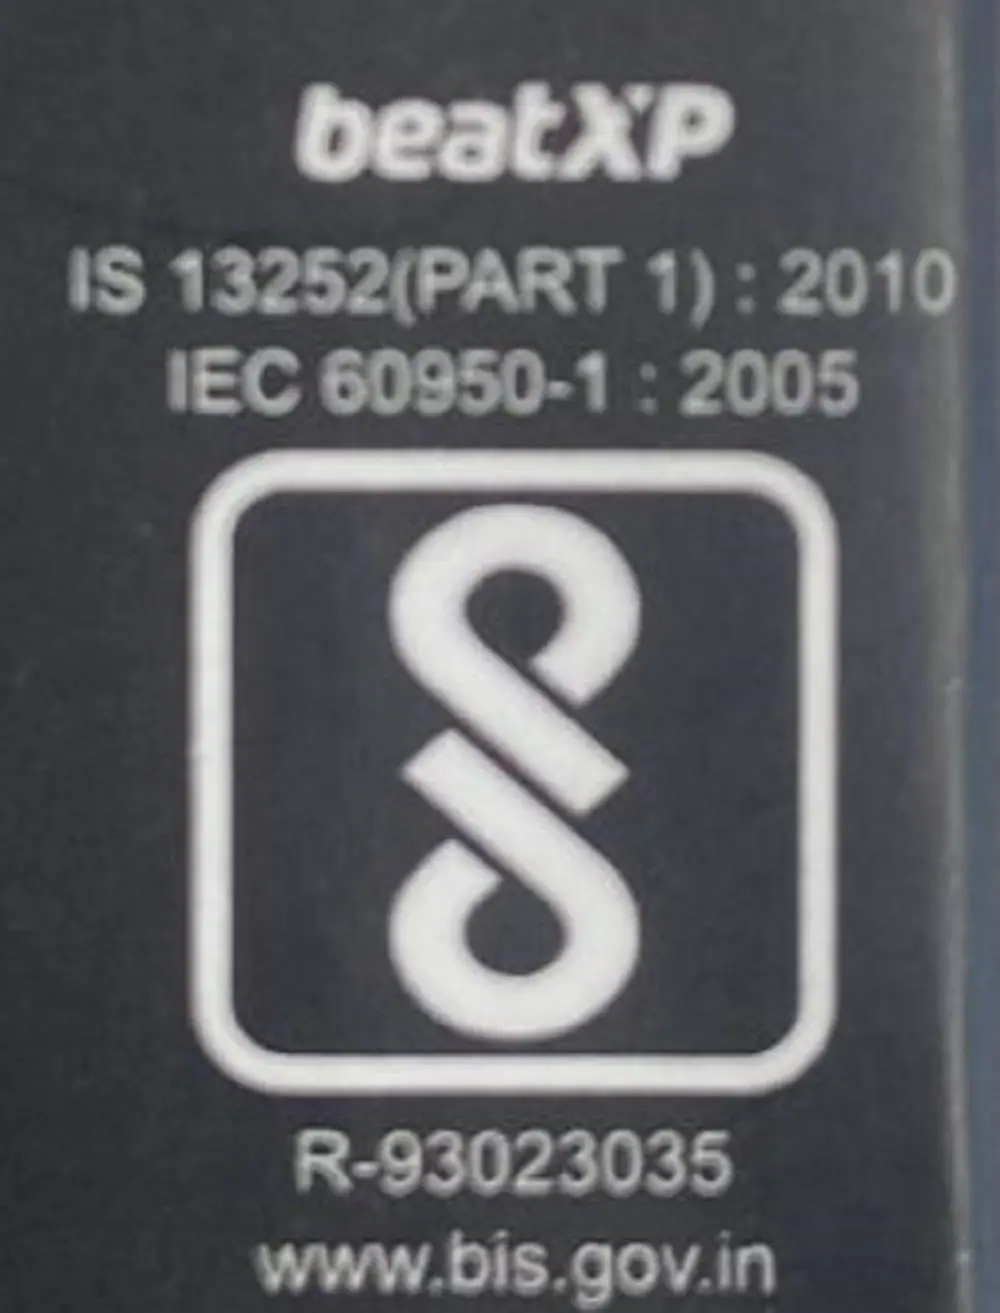 beatXP
IS 13252(PART 1) : 2010
IEC 60950-1 : 2005
R-93023035
www.bis.gov.in